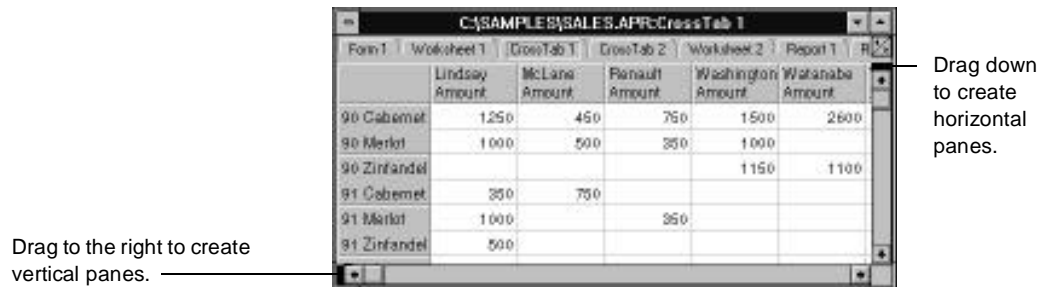 C:\SAMPLES\SALES.APR:CrossTab 1
Form 1 Worksheet 1 CrossTab 1 CrossTab 2 Worksheet 2 Report 1 R
Lindsay McLane Renault Washington Watanabe
Amount Amount Amount Amount Amount
90 Cabernet 1250 450 750 1500 2600
90 Merlot 1000 500 350 1000
90 Zinfandel 1150 1100
91 Cabernet 350 750
91 Merlot 1000 350
91 Zinfandel 500
Drag down
to create
horizontal
panes.
Drag to the right to create
vertical panes.